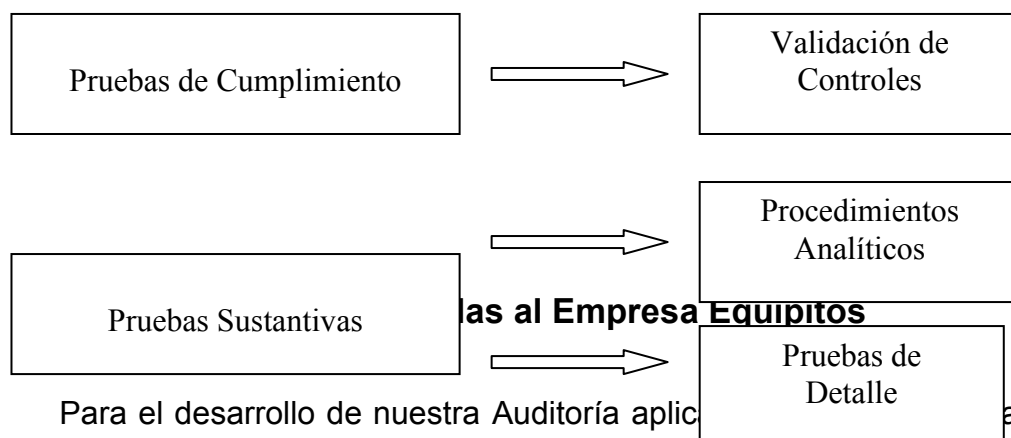 Pruebas de Cumplimiento
Validación de
Controles
Procedimientos
Analíticos
Pruebas Sustantivas
las al Empresa Equipitos
Pruebas de
Detalle
Para el desarrollo de nuestra Auditoría